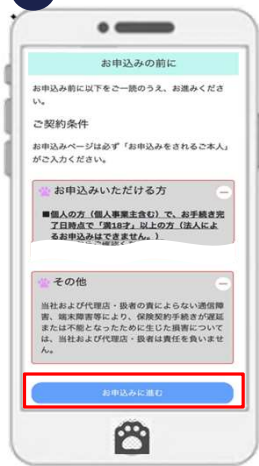 お申込みの前に
お申込み前に以下をご一読のうえ、お進みくださ
い。
ご契約条件
お申込みページは必ず「お申込みをされるご本人」
がご入力ください。
お申込みいただける方
■個人の方（個人事業主含む）で、お手続き完
了日時点で「満18才」以上の方（法人によ
るお申込みはできません。）
その他
当社および代理店・扱者の責によらない通信障
害、端末障害等により、保険契約手続きが遅延
または不能となったために生じた損害について
は、当社および代理店・扱者は責任を負いませ
ん。
お申込みに進む